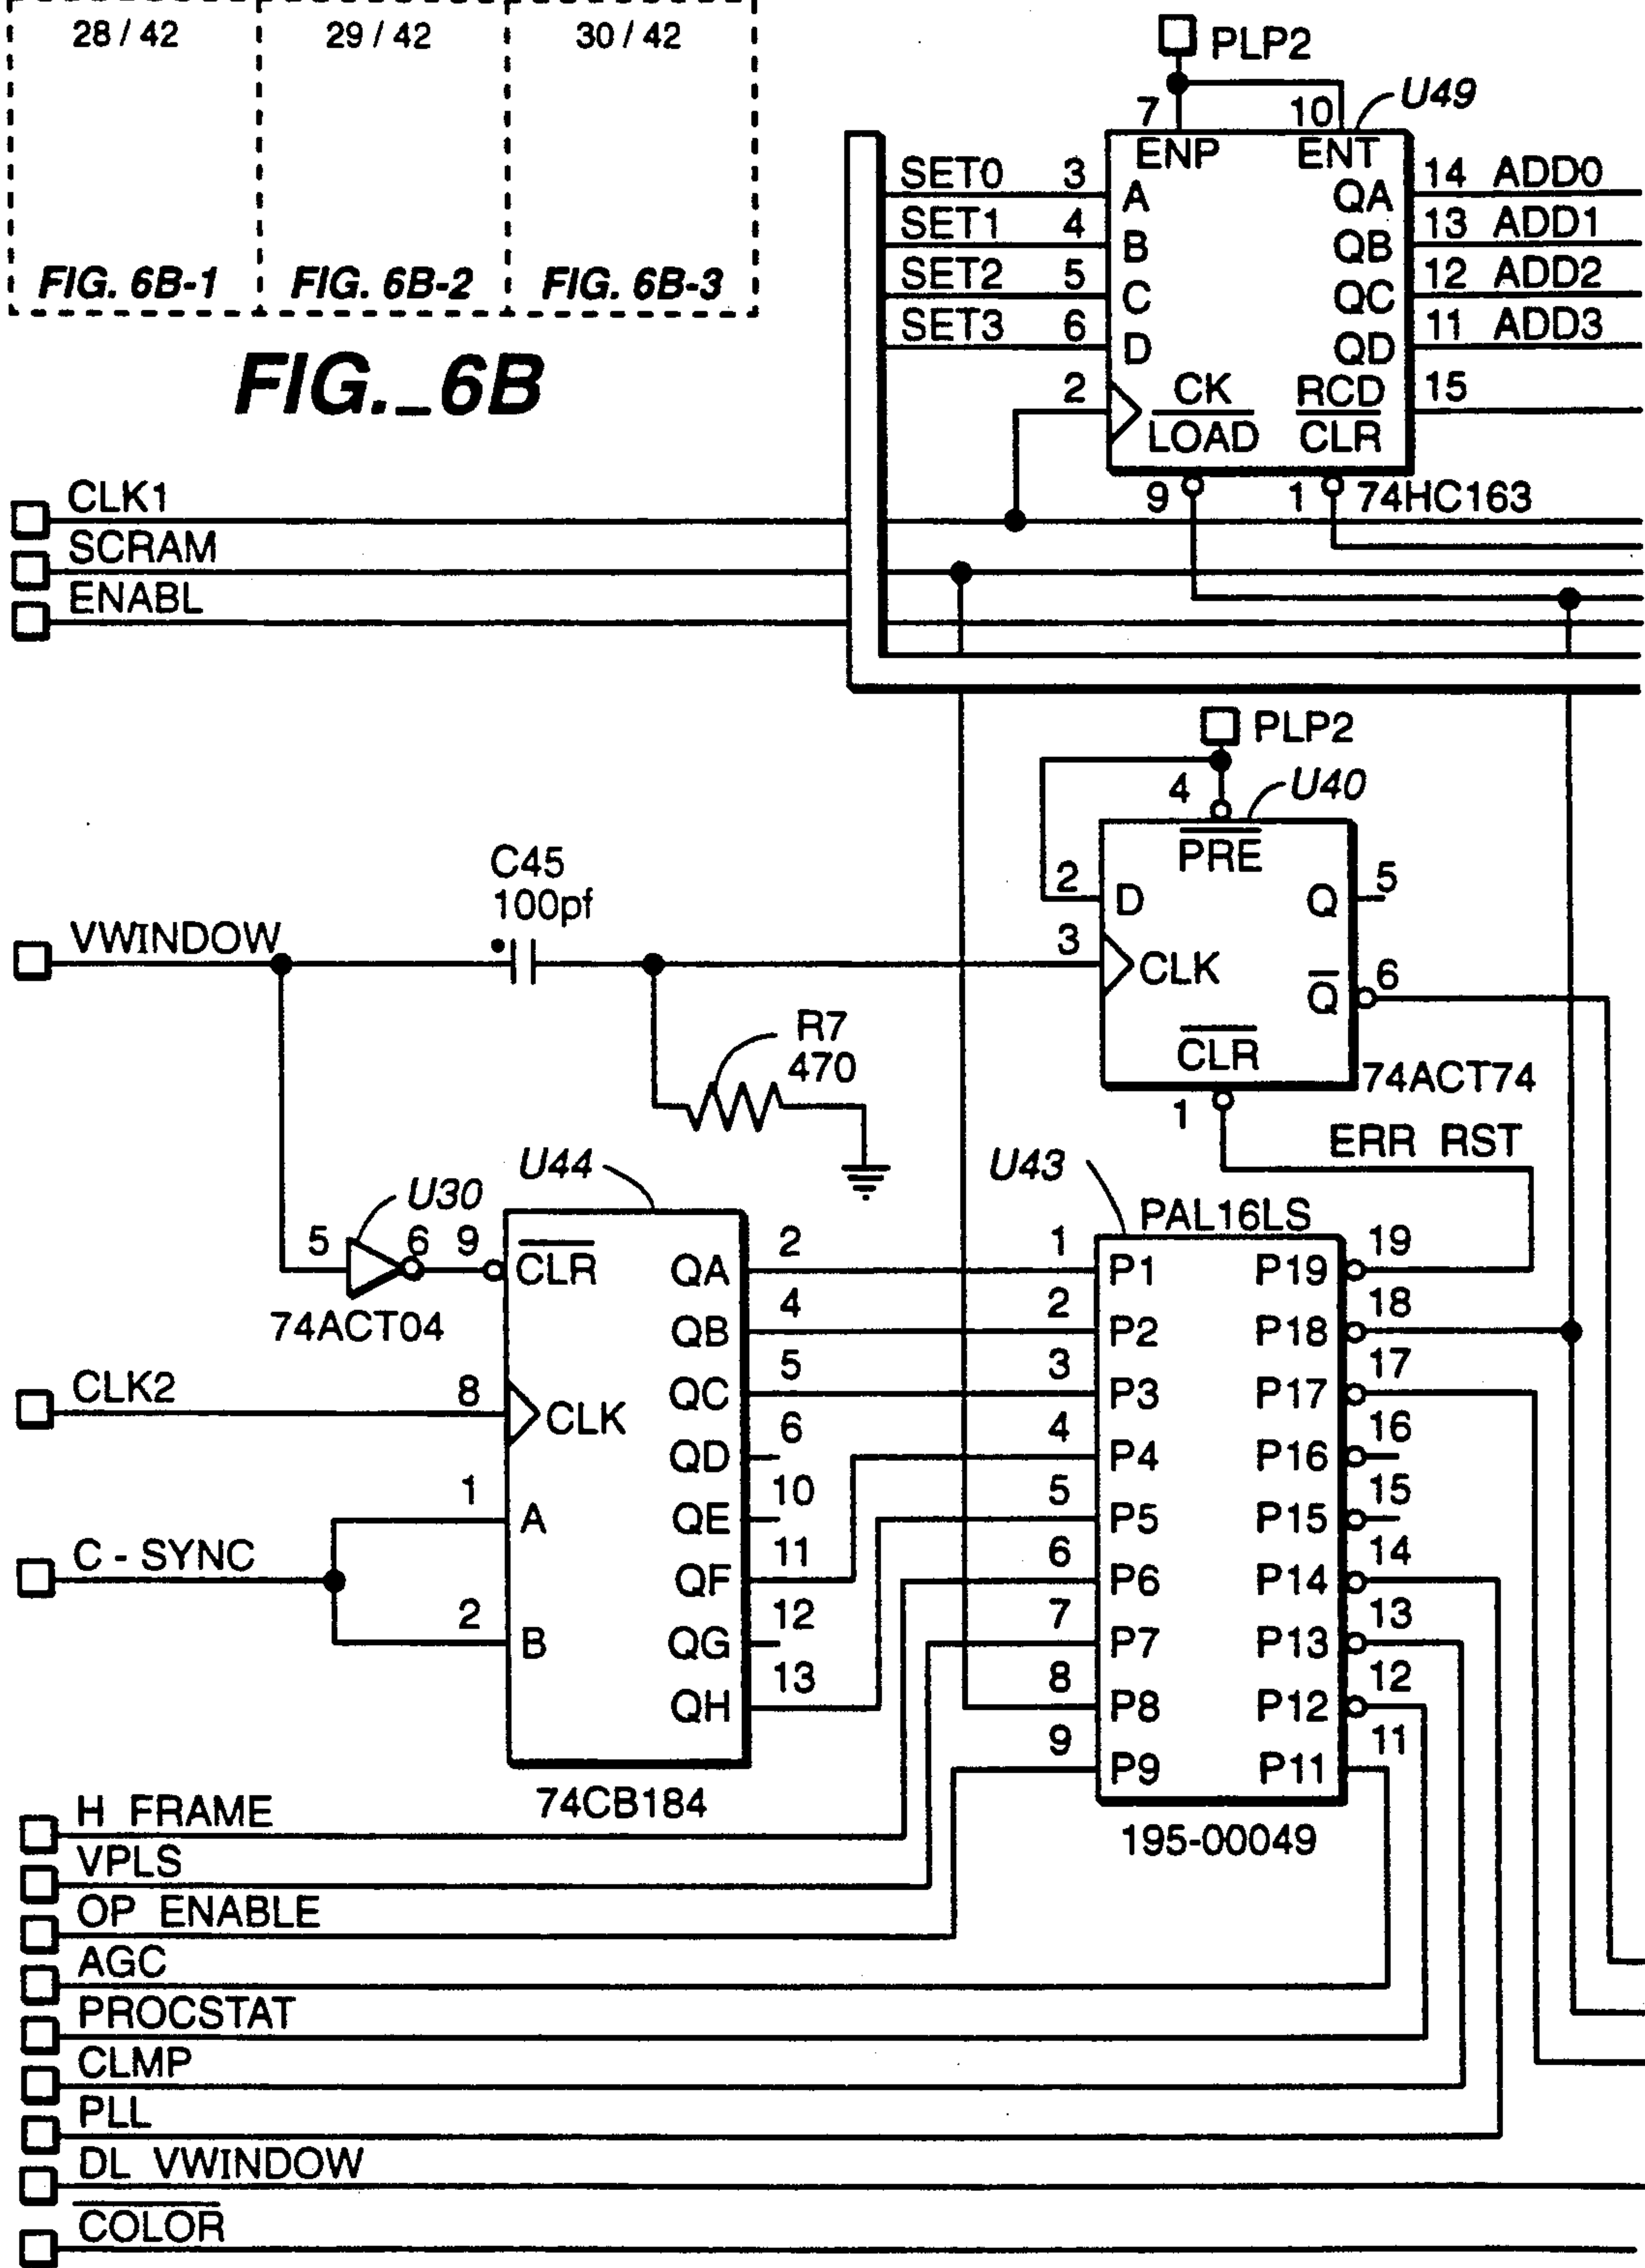 28 / 42 29 / 42 30 / 42
FIG. 6B-1 FIG. 6B-2 FIG. 6B-3
FIG._6B
PLP2
7 10 U49
ENP ENT
SET0 3 A QA 14 ADD0
SET1 4 B QB 13 ADD1
SET2 5 C QC 12 ADD2
SET3 6 D QD 11 ADD3
2 CK RCD 15
LOAD CLR
9 1 74HC163
CLK1
SCRAM
ENABL
PLP2
4 U40
PRE
2 D Q 5
C45
100pf
VWINDOW
3 CLK
Q 6
CLR
74ACT74
1
ERR RST
R7
470
U30
5 6 9
74ACT04
U44
CLR QA 2
QB 4
CLK2 8 CLK QC 5
QD 6
1 A QE 10
C - SYNC
QF 11
2 B QG 12
QH 13
74CB184
U43
PAL16LS
1 P1 P19 19
2 P2 P18 18
3 P3 P17 17
4 P4 P16 16
5 P5 P15 15
6 P6 P14 14
7 P7 P13 13
8 P8 P12 12
9 P9 P11 11
195-00049
H FRAME
VPLS
OP ENABLE
AGC
PROCSTAT
CLMP
PLL
DL VWINDOW
COLOR